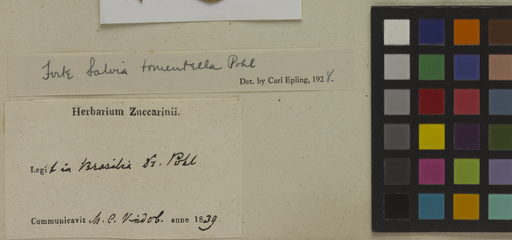 Forte Salvia tomentella Pohl
Det. by Carl Epling, 1928.
Herbarium Zuccarinii.
Legit in Brasilia Dr. Pohl
Communicavit M. C. Vindob. anno 1839.